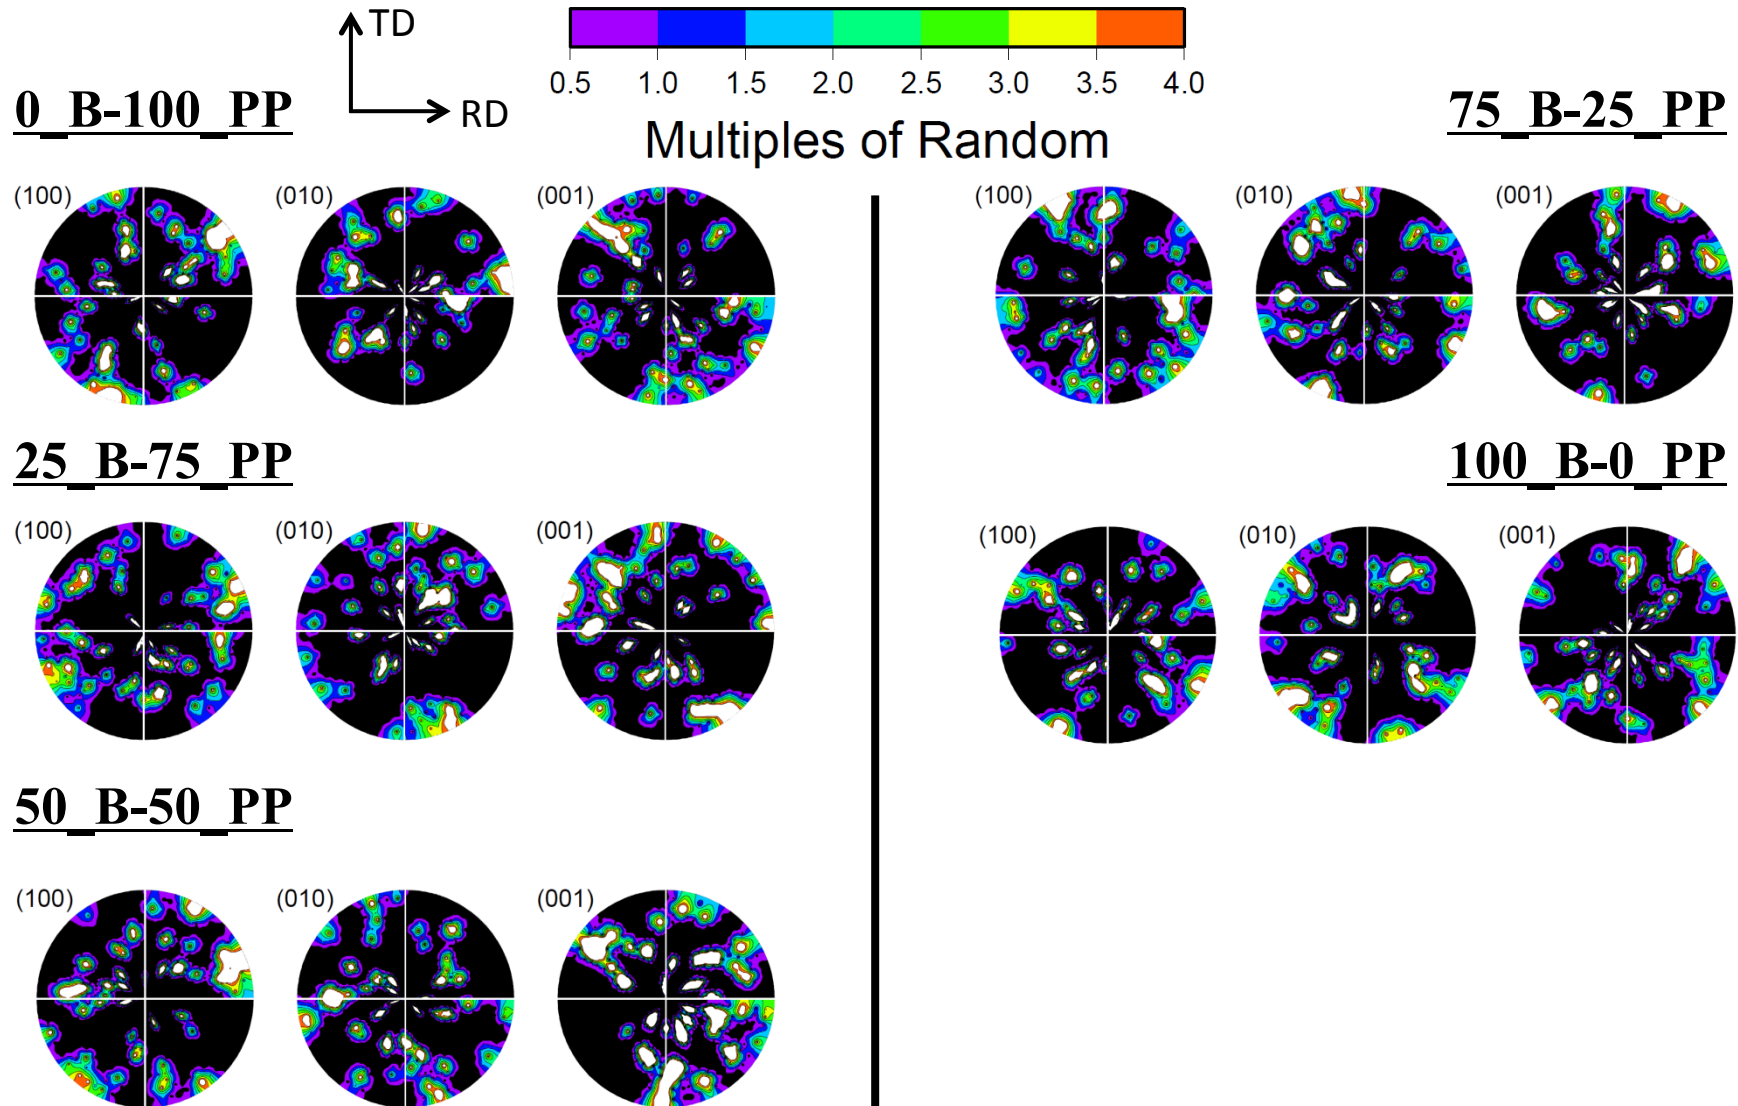 TD
RD
0.5 1.0 1.5 2.0 2.5 3.0 3.5 4.0
Multiples of Random
0_B-100_PP
(100) (010) (001)
25_B-75_PP
(100) (010) (001)
50_B-50_PP
(100) (010) (001)
75_B-25_PP
(100) (010) (001)
100_B-0_PP
(100) (010) (001)